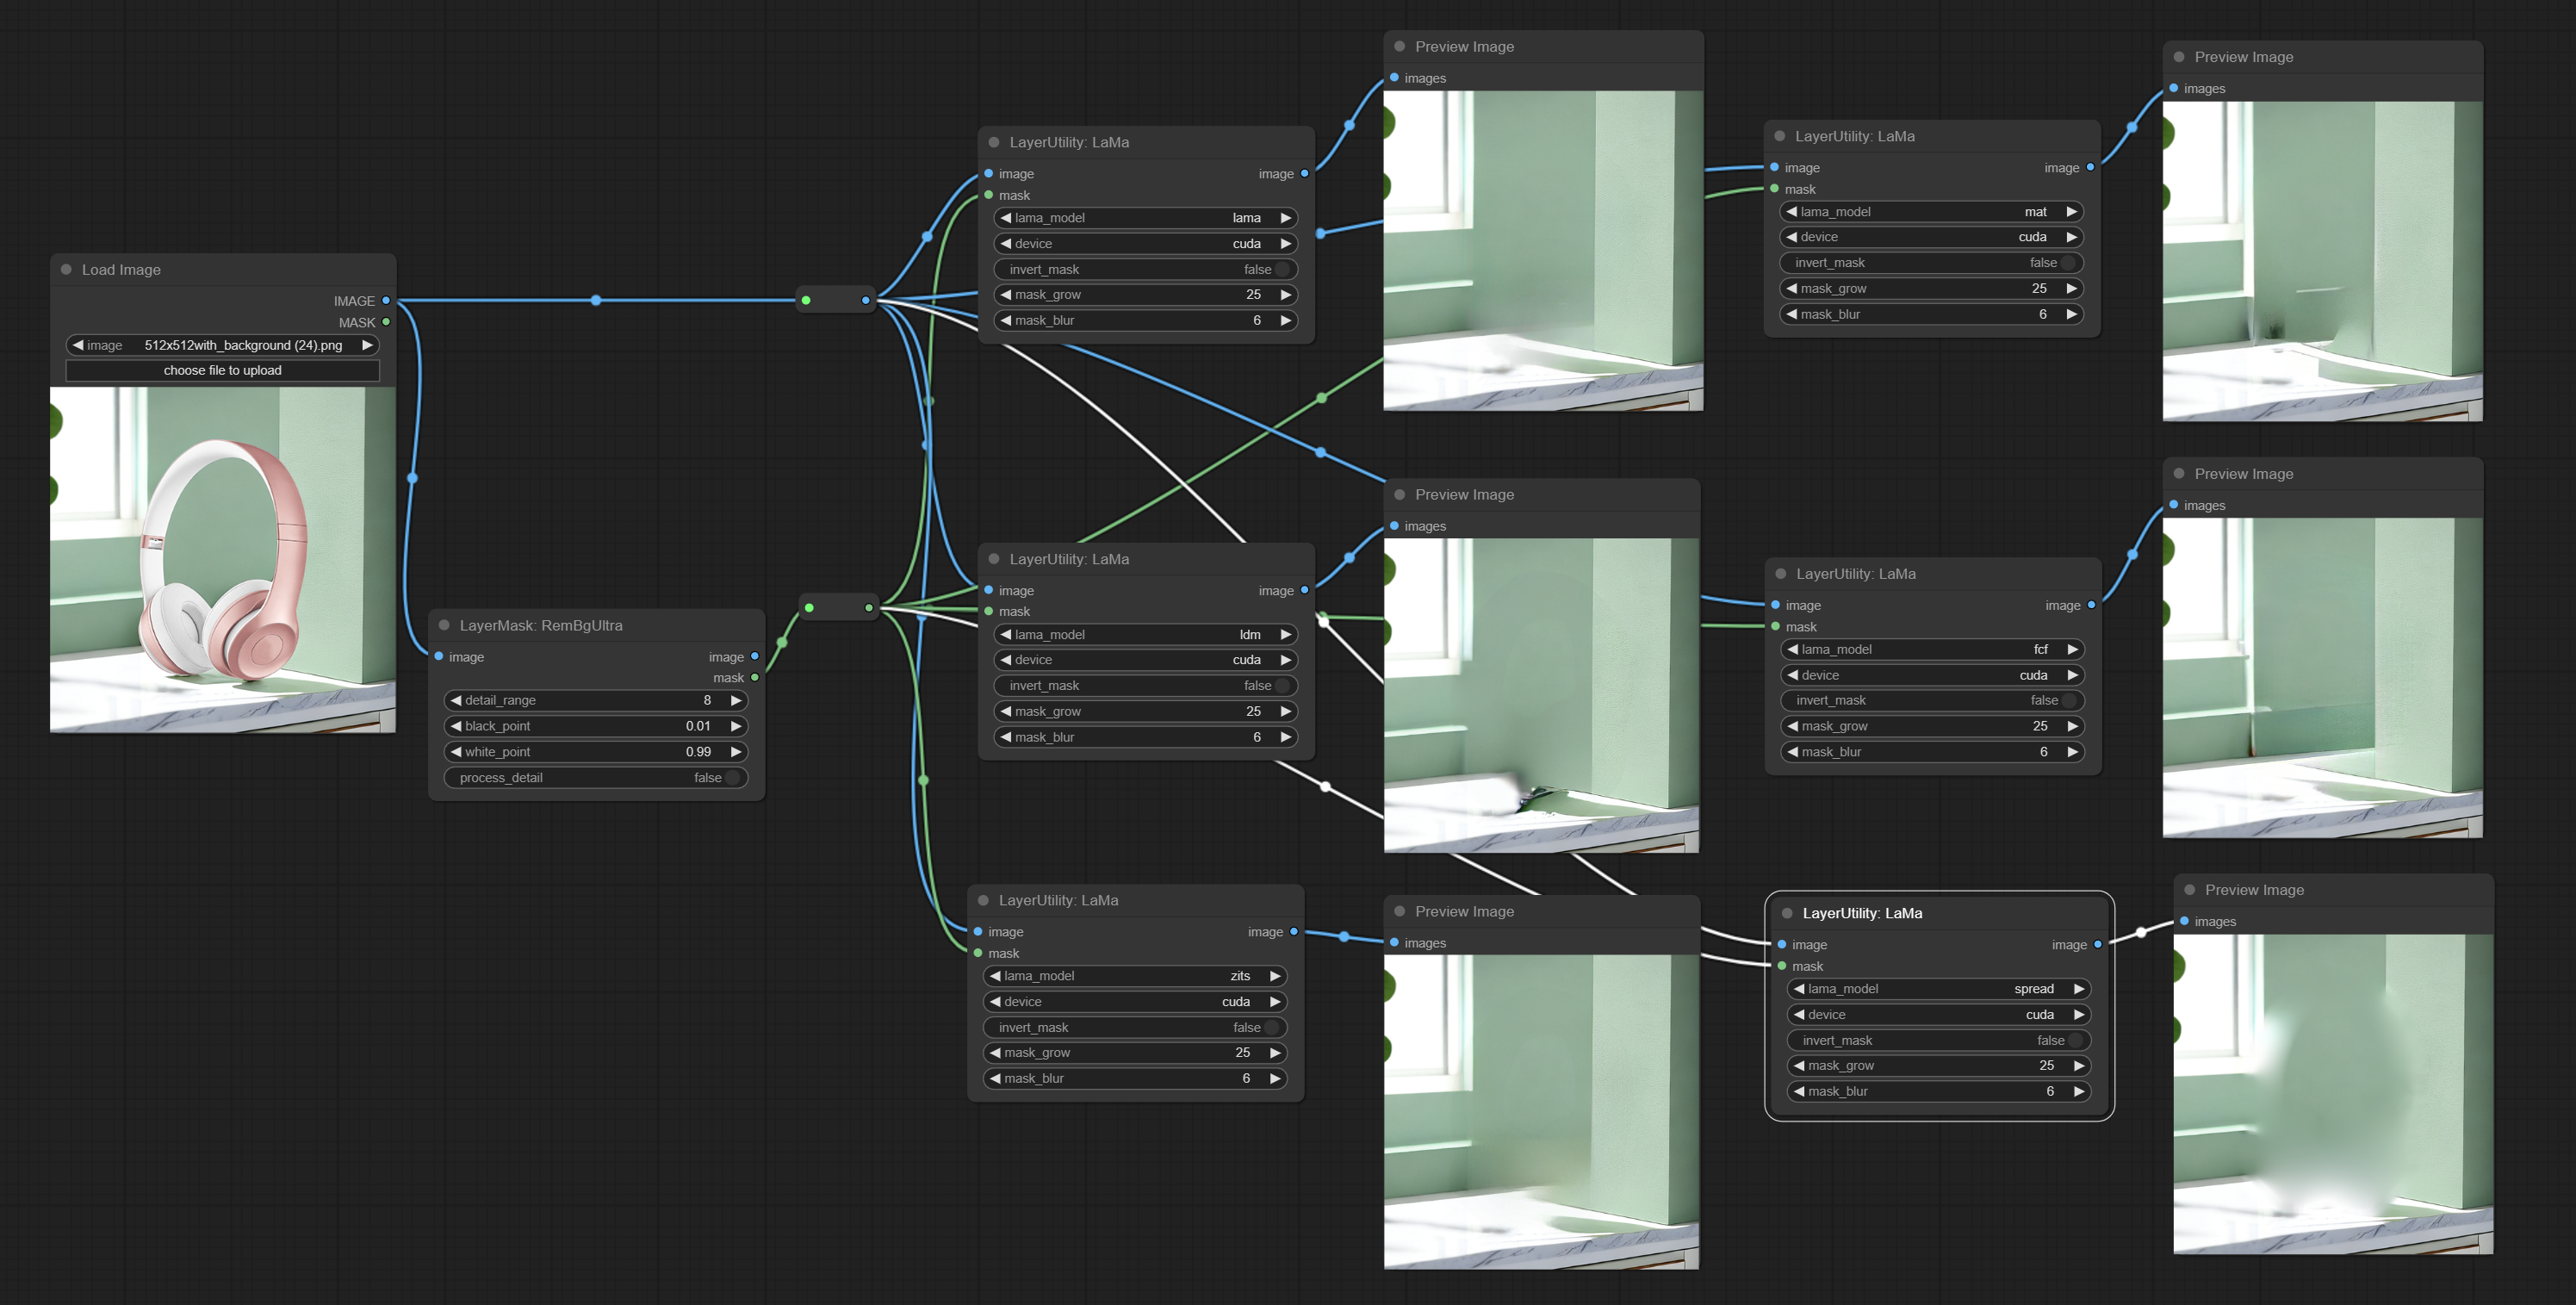 Load Image
IMAGE
MASK
image 512x512with_background (24).png
choose file to upload
LayerMask: RemBgUltra
image image
mask
detail_range 8
black_point 0.01
white_point 0.99
process_detail false
LayerUtility: LaMa
image image
mask
lama_model lama
device cuda
invert_mask false
mask_grow 25
mask_blur 6
Preview Image
images
LayerUtility: LaMa
image image
mask
lama_model mat
device cuda
invert_mask false
mask_grow 25
mask_blur 6
Preview Image
images
LayerUtility: LaMa
image image
mask
lama_model ldm
device cuda
invert_mask false
mask_grow 25
mask_blur 6
Preview Image
images
LayerUtility: LaMa
image image
mask
lama_model fcf
device cuda
invert_mask false
mask_grow 25
mask_blur 6
Preview Image
images
LayerUtility: LaMa
image image
mask
lama_model zits
device cuda
invert_mask false
mask_grow 25
mask_blur 6
Preview Image
images
LayerUtility: LaMa
image image
mask
lama_model spread
device cuda
invert_mask false
mask_grow 25
mask_blur 6
Preview Image
images